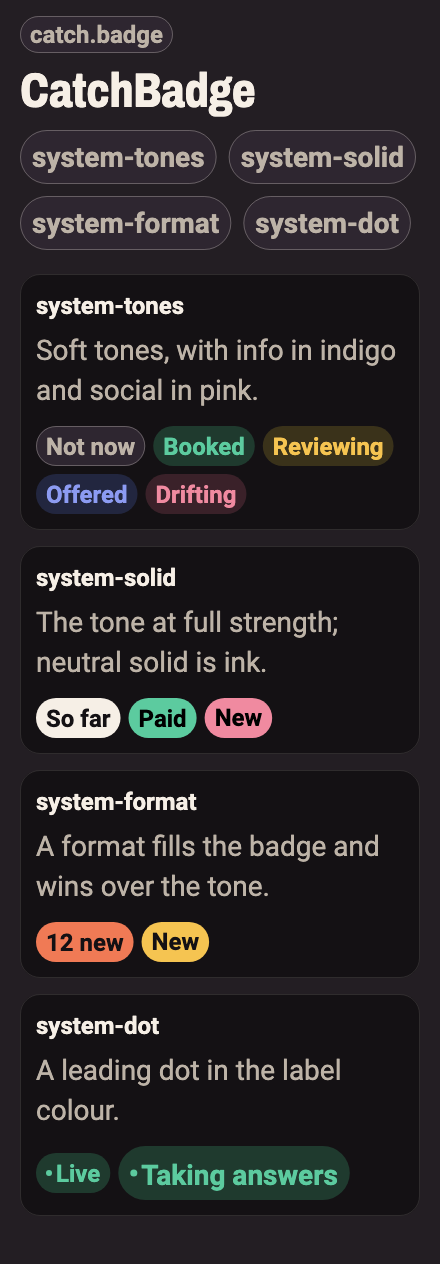 catch.badge
CatchBadge
system-tones system-solid
system-format system-dot
system-tones
Soft tones, with info in indigo
and social in pink.
Not now Booked Reviewing
Offered Drifting
system-solid
The tone at full strength;
neutral solid is ink.
So far Paid New
system-format
A format fills the badge and
wins over the tone.
12 new New
system-dot
A leading dot in the label
colour.
• Live • Taking answers